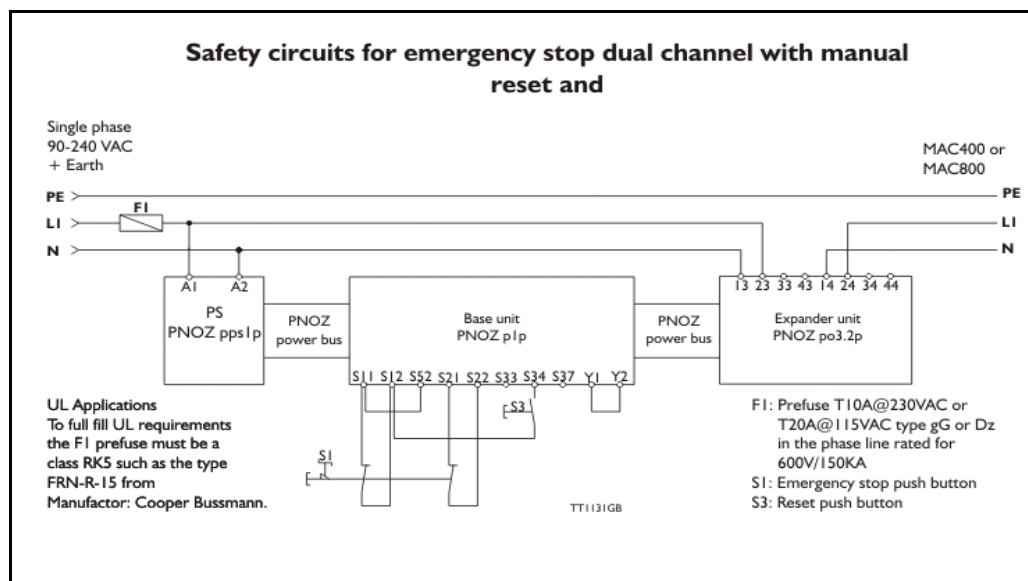 Safety circuits for emergency stop dual channel with manual
reset and
Single phase
90-240 VAC
+ Earth
MAC400 or
MAC800
PE
PE
F1
L1
L1
N
N
A1 A2
13 23 33 43 14 24 34 44
PS
PNOZ pps1p
PNOZ
power bus
Base unit
PNOZ p1p
PNOZ
power bus
Expander unit
PNOZ po3.2p
S11 S12 S52 S21 S22 S33 S34 S37 Y1 Y2
S3
S1
UL Applications
To full fill UL requirements
the F1 prefuse must be a
class RK5 such as the type
FRN-R-15 from
Manufactor: Cooper Bussmann.
TT1131GB
F1: Prefuse T10A@230VAC or
T20A@115VAC type gG or Dz
in the phase line rated for
600V/150KA
S1: Emergency stop push button
S3: Reset push button